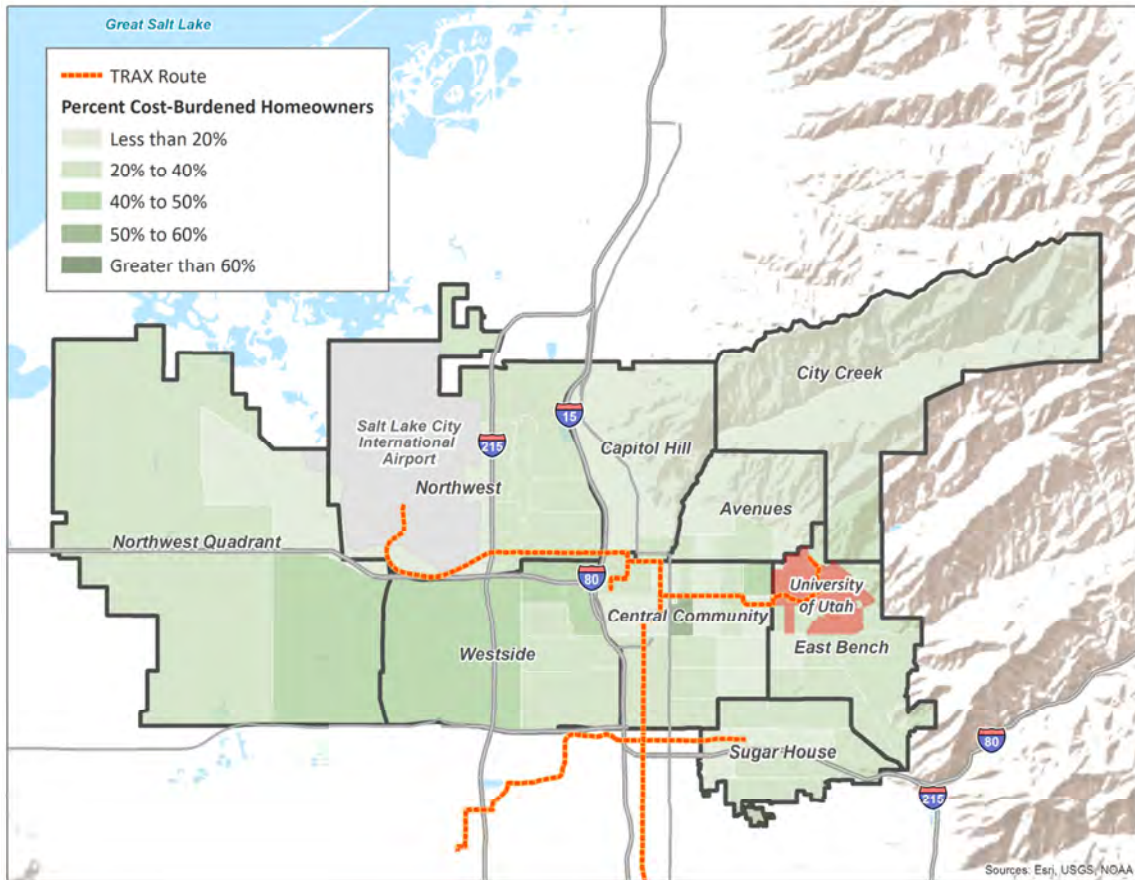 Great Salt Lake
TRAX Route
Percent Cost-Burdened Homeowners
Less than 20%
20% to 40%
40% to 50%
50% to 60%
Greater than 60%
City Creek
15
Salt Lake City
International
Airport
215
Capitol Hill
Northwest
Avenues
Northwest Quadrant
80
University
of Utah
Central Community
East Bench
Westside
Sugar House
80
215
Sources: Esri, USGS, NOAA